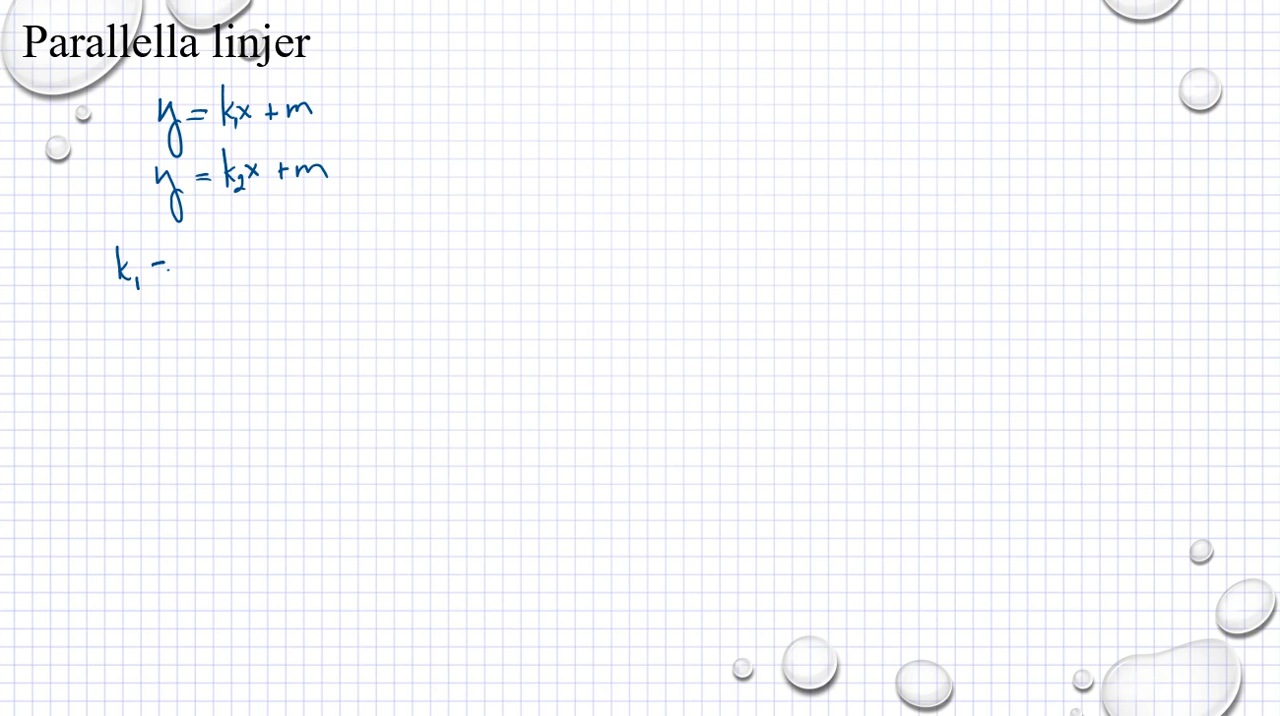 Parallella linjer
y = k₁x + m
y = k₂x + m
k₁ =